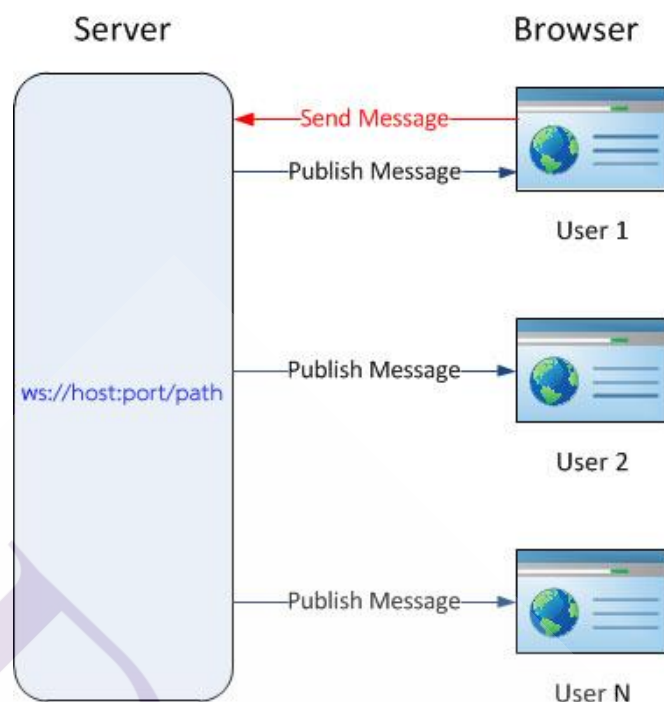 Server
Browser
Send Message
Publish Message
User 1
ws://host:port/path
Publish Message
User 2
Publish Message
User N